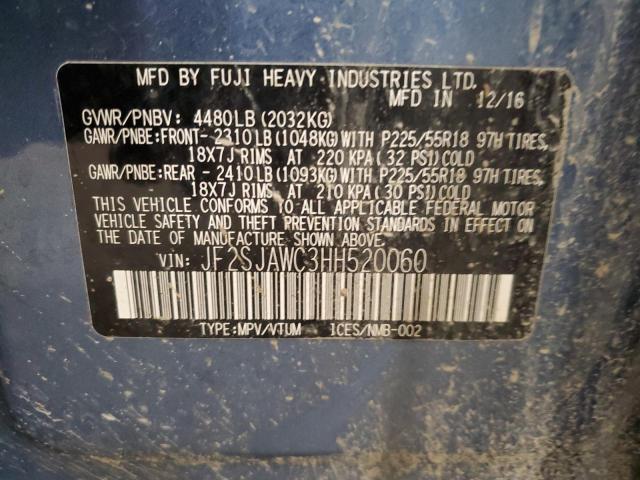 MFD BY FUJI HEAVY INDUSTRIES LTD.
MFD IN 12/16
GVWR/PNBV: 4480LB (2032KG)
GAWR/PNBE:FRONT-2310LB(1048KG)WITH P225/55R18 97H TIRES,
18X7J RIMS AT 220 KPA(32 PSI)COLD
GAWR/PNBE:REAR -2410LB(1093KG)WITH P225/55R18 97H TIRES,
18X7J RIMS AT 210 KPA(30 PSI)COLD
THIS VEHICLE CONFORMS TO ALL APPLICABLE FEDERAL MOTOR
VEHICLE SAFETY AND THEFT PREVENTION STANDARDS IN EFFECT
ON THE DATE OF MANUFACTURE SHOWN ABOVE.
VIN: JF2SJAWC3HH520060
TYPE:MPV/VTUM ICES/NMB-002